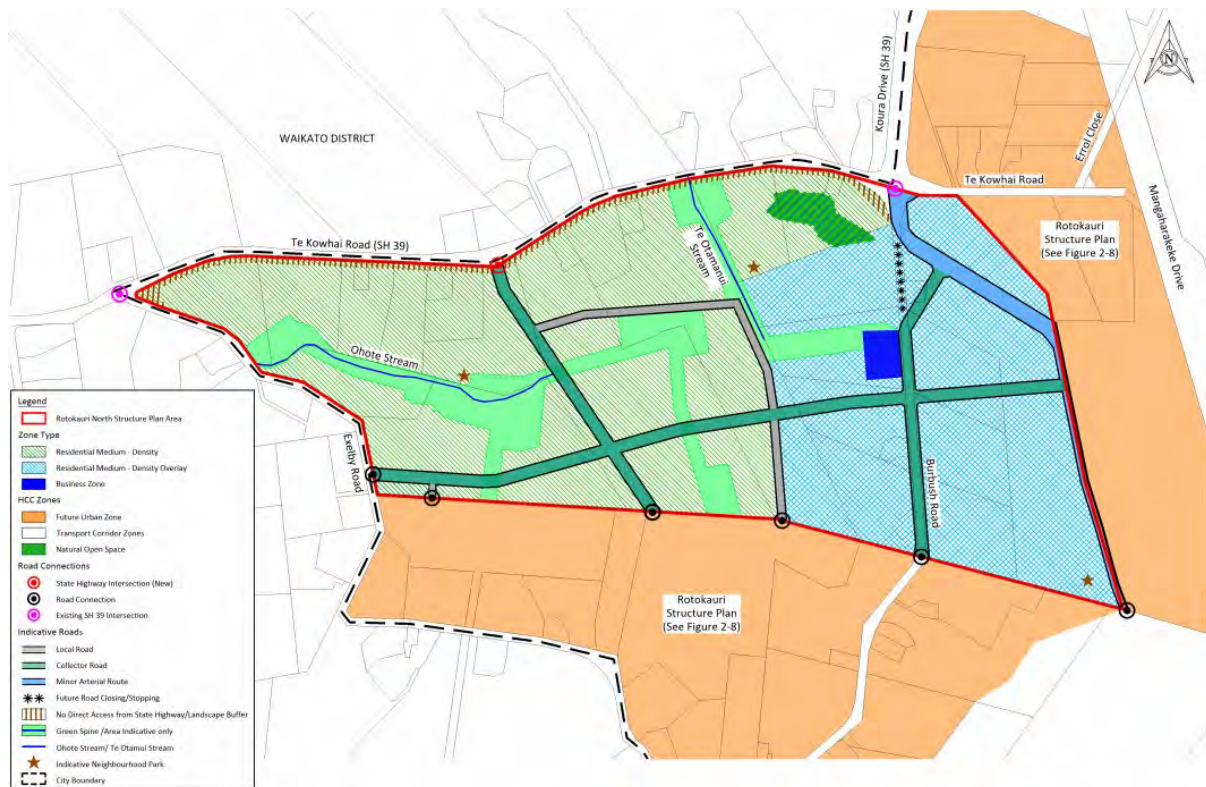 N
WAIKATO DISTRICT
Koura Drive (SH 39)
Errol Close
Te Kowhai Road
Mangaharakeke Drive
Rotokauri
Structure Plan
(See Figure 2-8)
Te Kowhai Road (SH 39)
Te Otamanui
Stream
Ohote Stream
Exelby Road
Burbush Road
Rotokauri
Structure Plan
(See Figure 2-8)
Legend
Rotokauri North Structure Plan Area
Zone Type
Residential Medium - Density
Residential Medium - Density Overlay
Business Zone
HCC Zones
Future Urban Zone
Transport Corridor Zones
Natural Open Space
Road Connections
State Highway Intersection (New)
Road Connection
Existing SH 39 Intersection
Indicative Roads
Local Road
Collector Road
Minor Arterial Route
Future Road Closing/Stopping
No Direct Access from State Highway/Landscape Buffer
Green Spine /Area Indicative only
Ohote Stream/ Te Otamui Stream
Indicative Neighbourhood Park
City Boundary